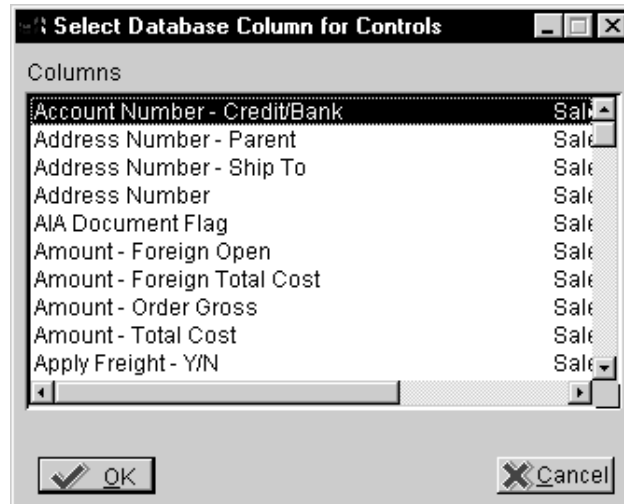 Select Database Column for Controls
Columns
Account Number - Credit/Bank
Address Number - Parent
Address Number - Ship To
Address Number
AIA Document Flag
Amount - Foreign Open
Amount - Foreign Total Cost
Amount - Order Gross
Amount - Total Cost
Apply Freight - Y/N
OK Cancel